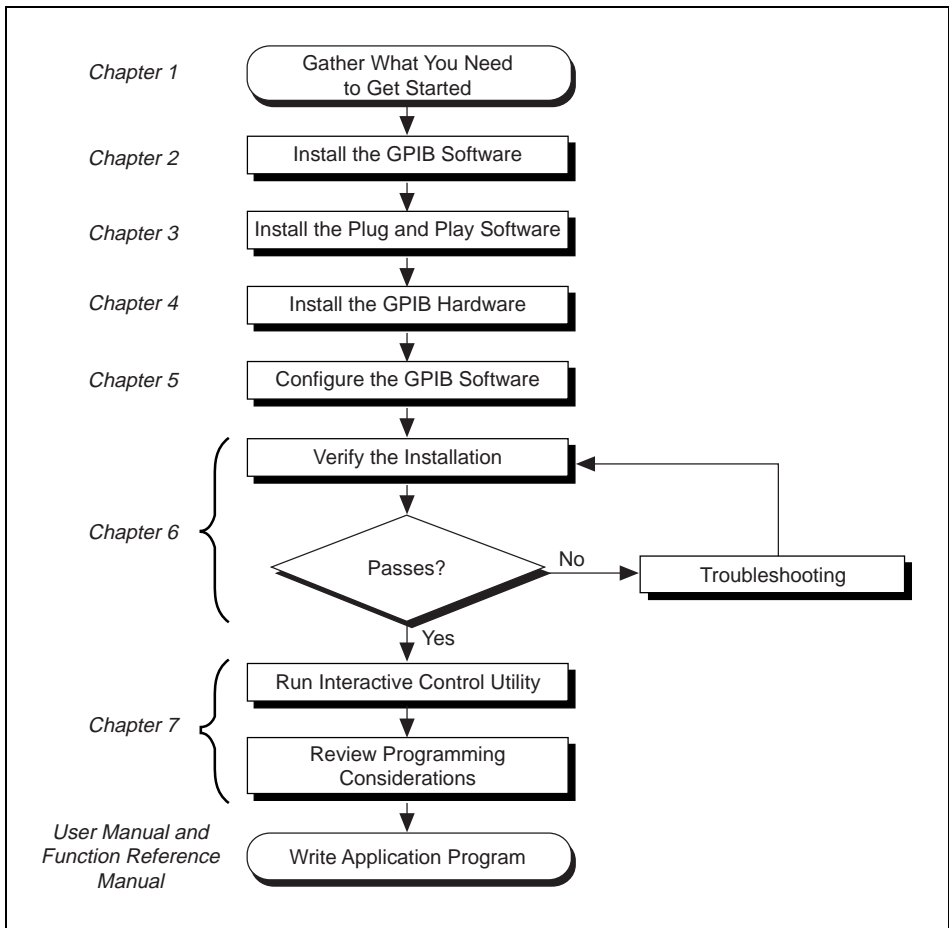 Chapter 1
Gather What You Need
to Get Started
Chapter 2
Install the GPIB Software
Chapter 3
Install the Plug and Play Software
Chapter 4
Install the GPIB Hardware
Chapter 5
Configure the GPIB Software
Chapter 6
Verify the Installation
Passes?
No
Troubleshooting
Yes
Chapter 7
Run Interactive Control Utility
Review Programming
Considerations
User Manual and
Function Reference
Manual
Write Application Program